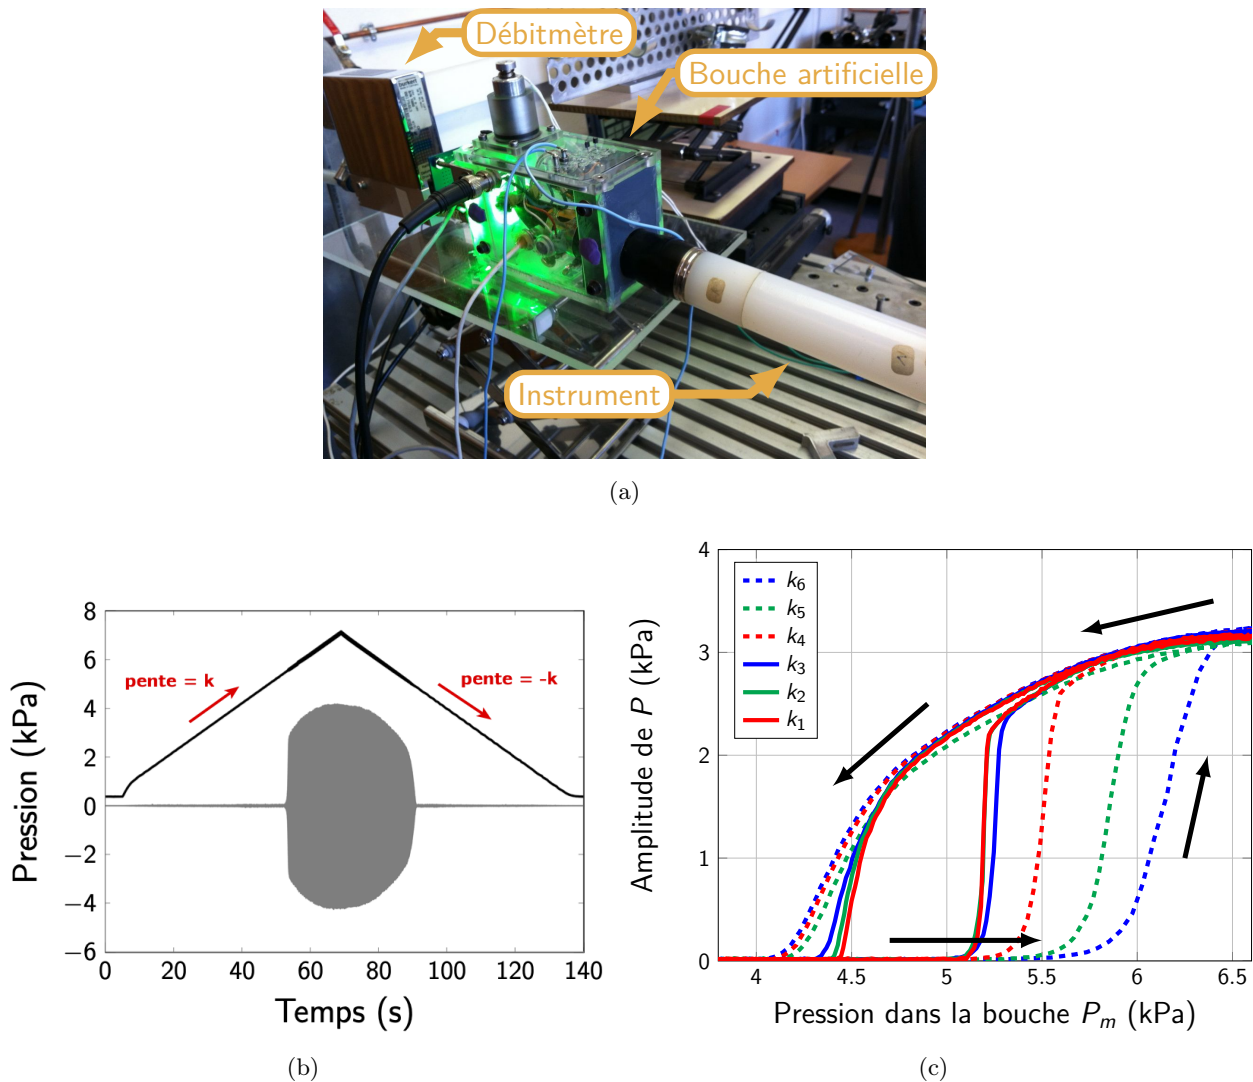 Débitmètre
Bouche artificielle
Instrument
(a)
8
6
4
2
0
−2
−4
−6
pente = k
pente = -k
0
20
40
60
80
100
120
140
Pression (kPa)
Temps (s)
(b)
4
3
2
1
0
k6
k5
k4
k3
k2
k1
4
4.5
5
5.5
6
6.5
Amplitude de P (kPa)
Pression dans la bouche Pm (kPa)
(c)